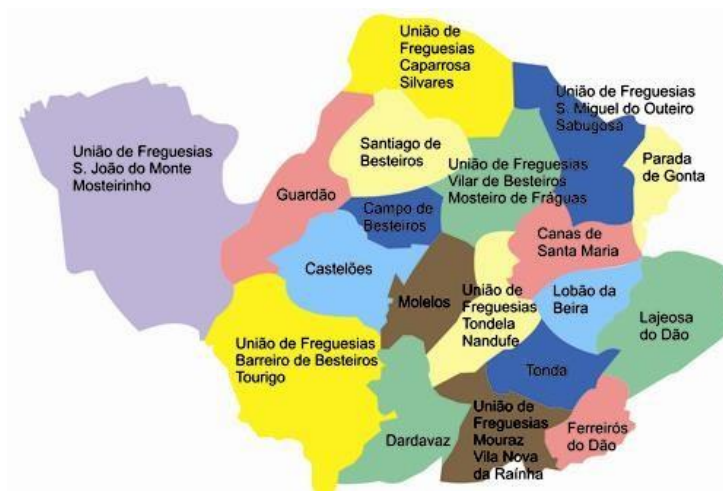 União de
Freguesias
Caparrosa
Silvares
União de Freguesias
S. Miguel do Outeiro
Sabugosa
União de Freguesias
S. João do Monte
Mosteirinho
Santiago de
Besteiros
União de Freguesias
Vilar de Besteiros
Mosteiro de Fráguas
Parada
de Gonta
Guardão
Campo de
Besteiros
Canas de
Santa Maria
Castelões
Molelos
União de
Freguesias
Tondela
Nandufe
Lobão da
Beira
Lajeosa
do Dão
União de Freguesias
Barreiro de Besteiros
Tourigo
Tonda
Dardavaz
União de
Freguesias
Mouraz
Vila Nova
da Raínha
Ferreirós
do Dão